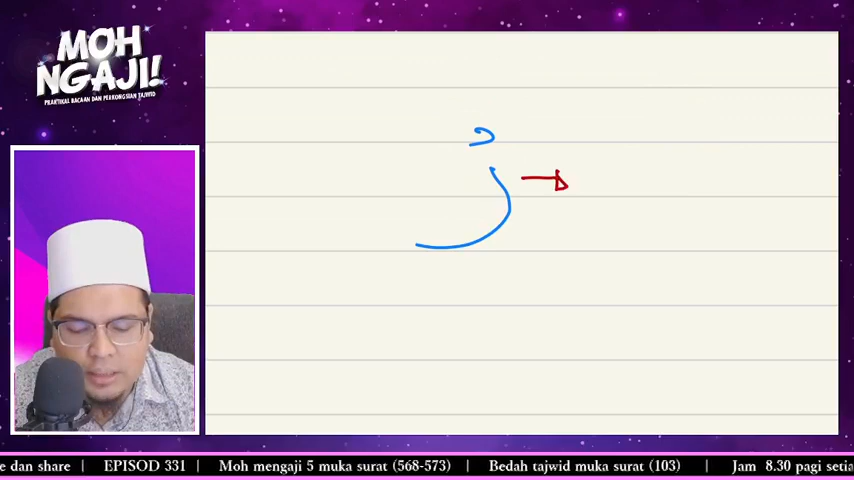 MOH
NGAJI!
PRAKTIKAL BACAAN DAN PERKONGSIAN TAJWID
رْ
e dan share | EPISOD 331 | Moh mengaji 5 muka surat (568-573) | Bedah tajwid muka surat (103) | Jam 8.30 pagi setia